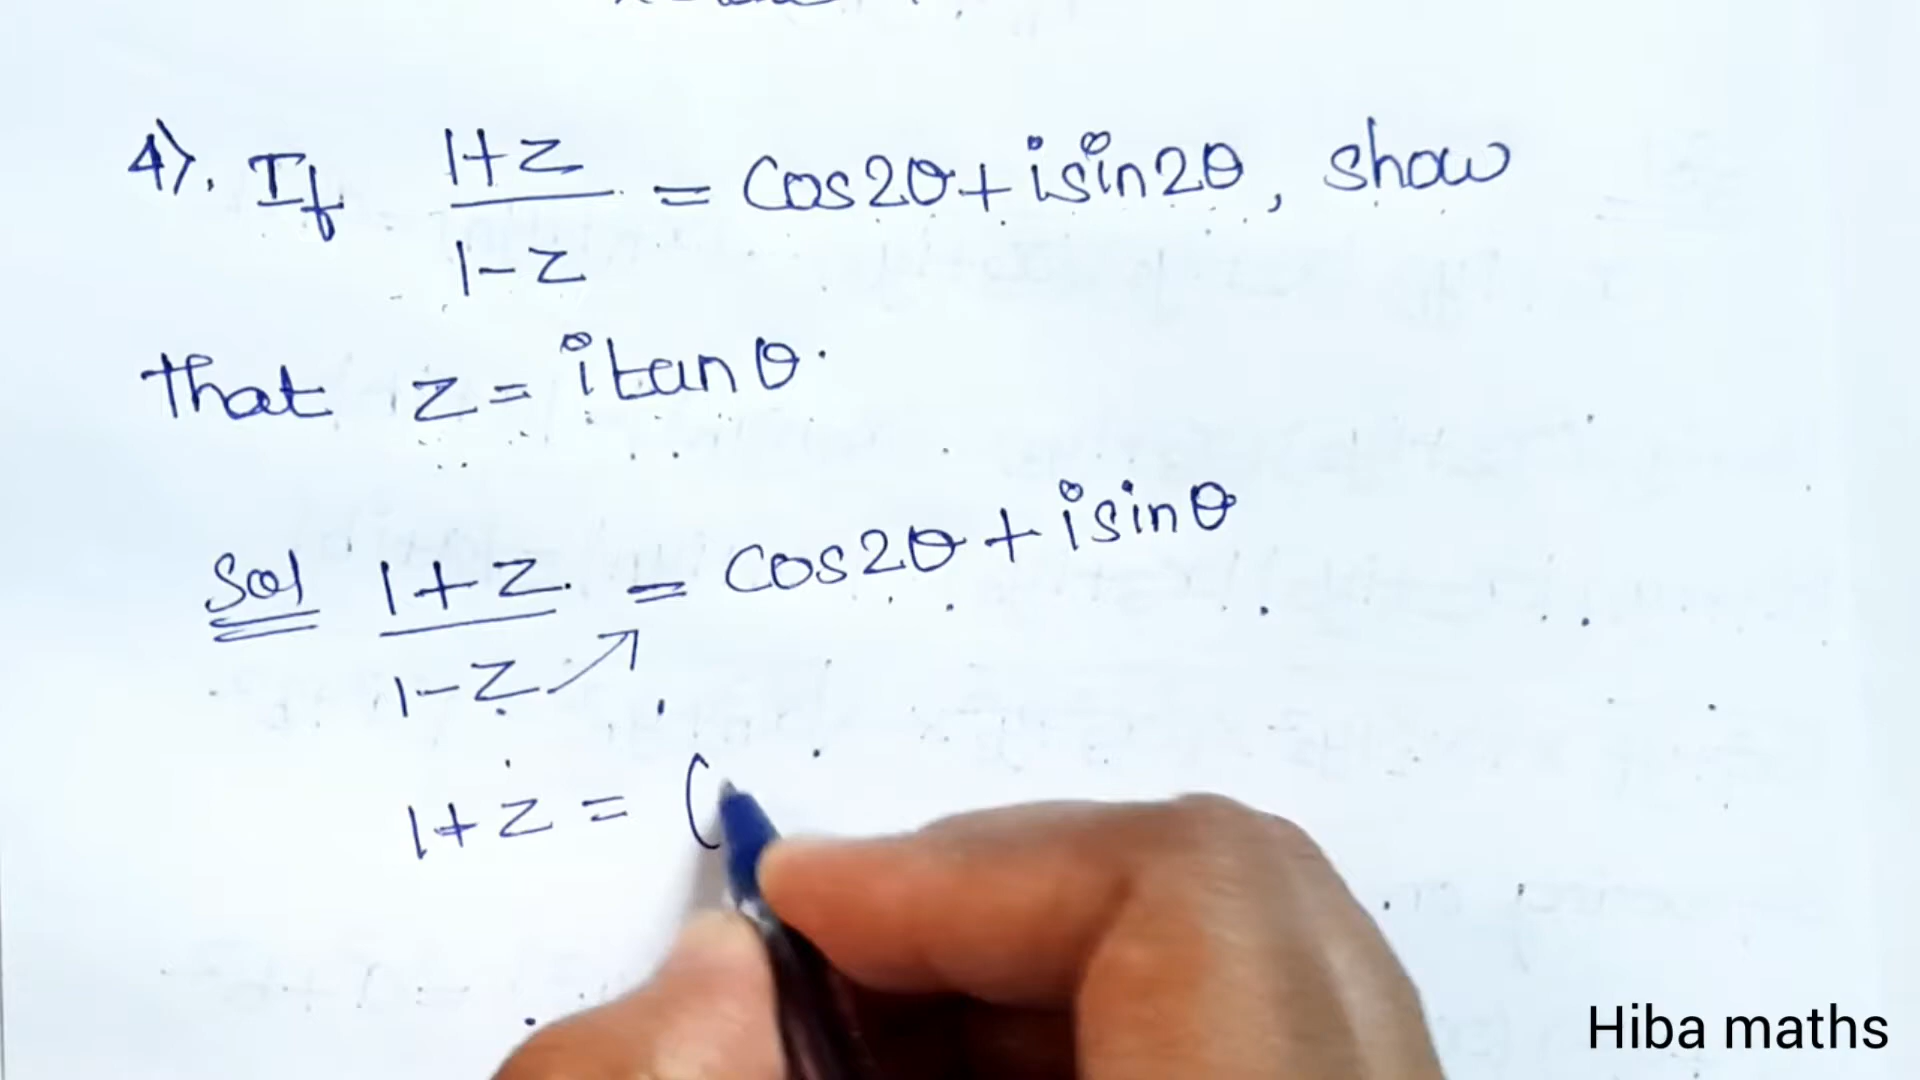 4). If 1+z / 1-z = cos2θ+isin2θ, show
that z = itanθ.
Sol 1+z / 1-z = cos2θ + isinθ
1+z = (
Hiba maths